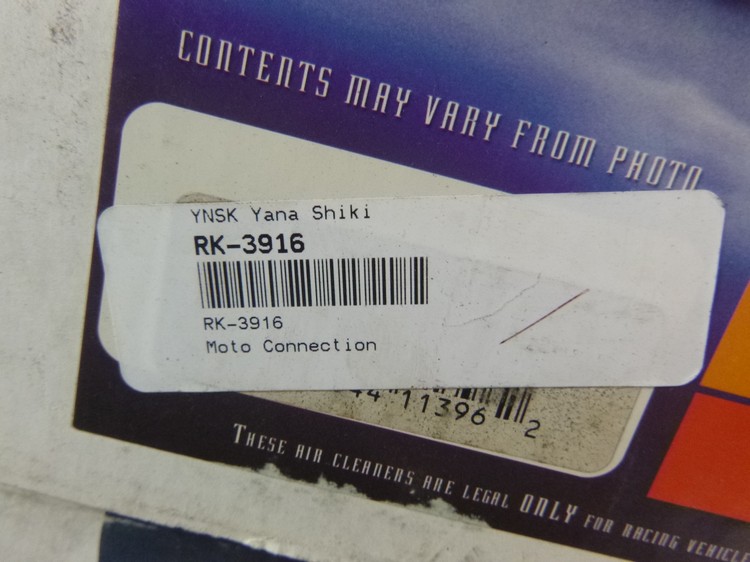 CONTENTS MAY VARY FROM PHOTO
YNSK Yana Shiki
RK-3916
RK-3916
Moto Connection
44 11396 2
THESE AIR CLEANERS ARE LEGAL ONLY FOR RACING VEHICLE